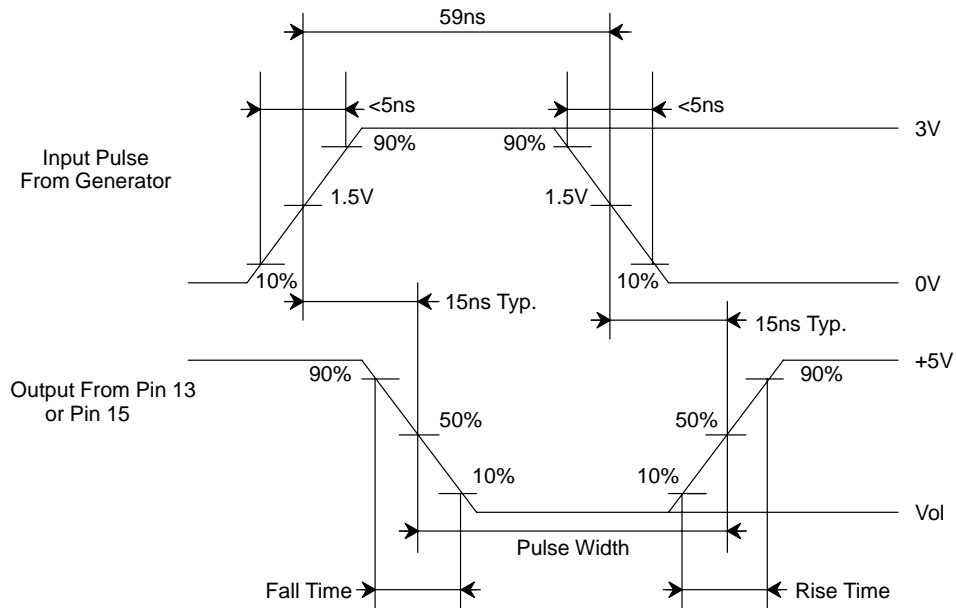 59ns
<5ns
<5ns
3V
Input Pulse
From Generator
90%
90%
1.5V
1.5V
10%
10%
0V
15ns Typ.
15ns Typ.
+5V
Output From Pin 13
or Pin 15
90%
90%
50%
50%
10%
10%
Vol
Pulse Width
Fall Time
Rise Time